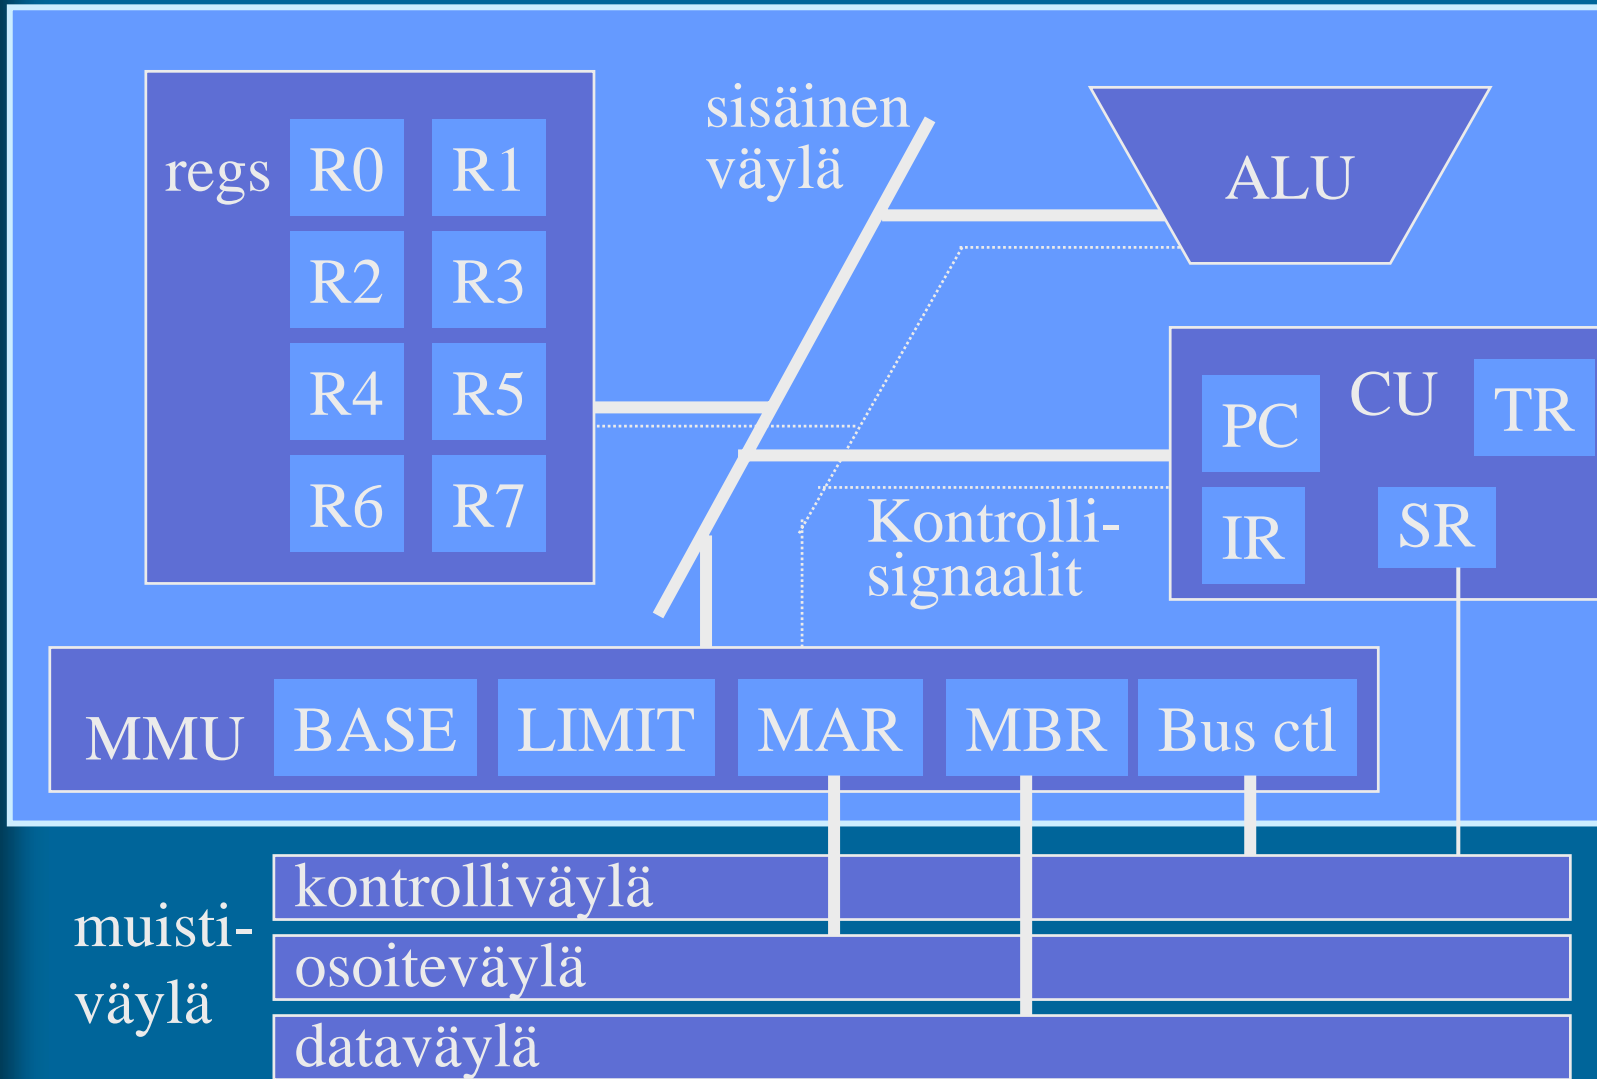 sisäinen
väylä
ALU
regs R0 R1
R2 R3
R4 R5
R6 R7
PC CU TR
IR SR
Kontrolli-
signaalit
MMU BASE LIMIT MAR MBR Bus ctl
muisti-
väylä
kontrolliväylä
osoiteväylä
dataväylä